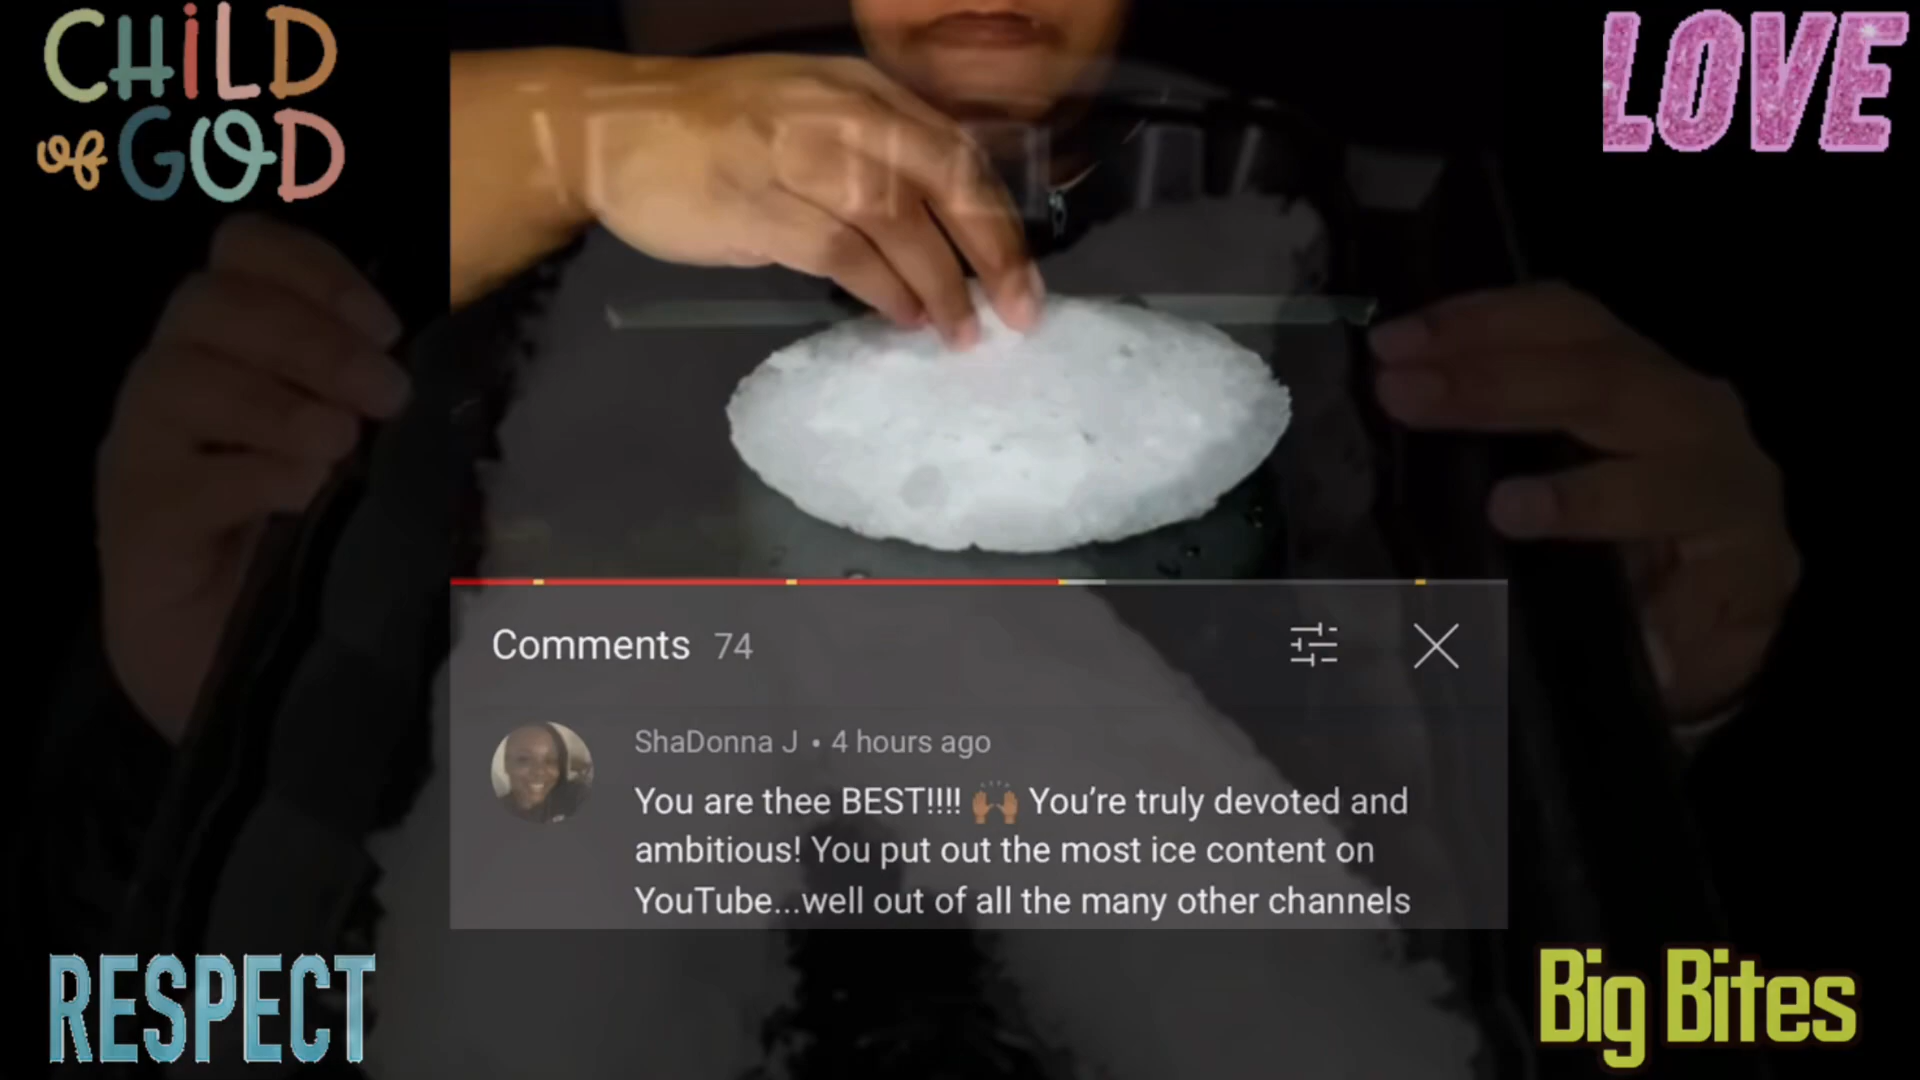 CHiLD
of GOD
LOVE
Comments 74
ShaDonna J • 4 hours ago
You are thee BEST!!!! 🙌🏾 You’re truly devoted and
ambitious! You put out the most ice content on
YouTube...well out of all the many other channels
RESPECT
Big Bites